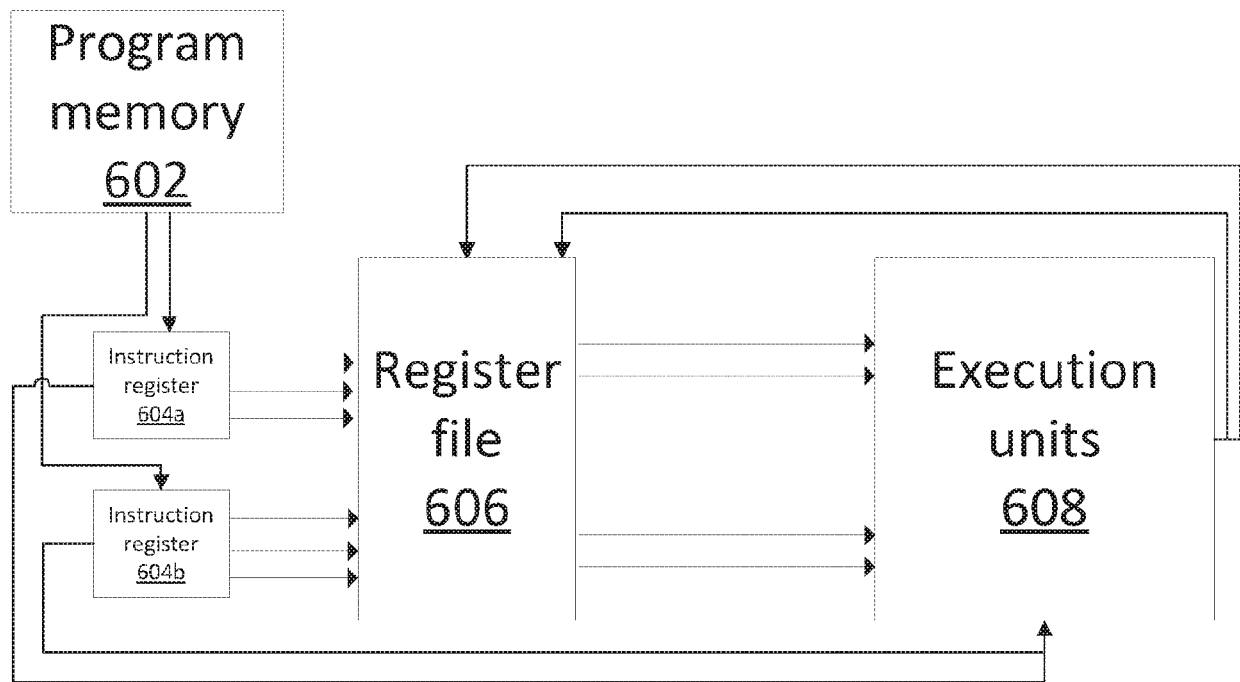 Program
memory
602
Instruction
register
604a
Instruction
register
604b
Register
file
606
Execution
units
608